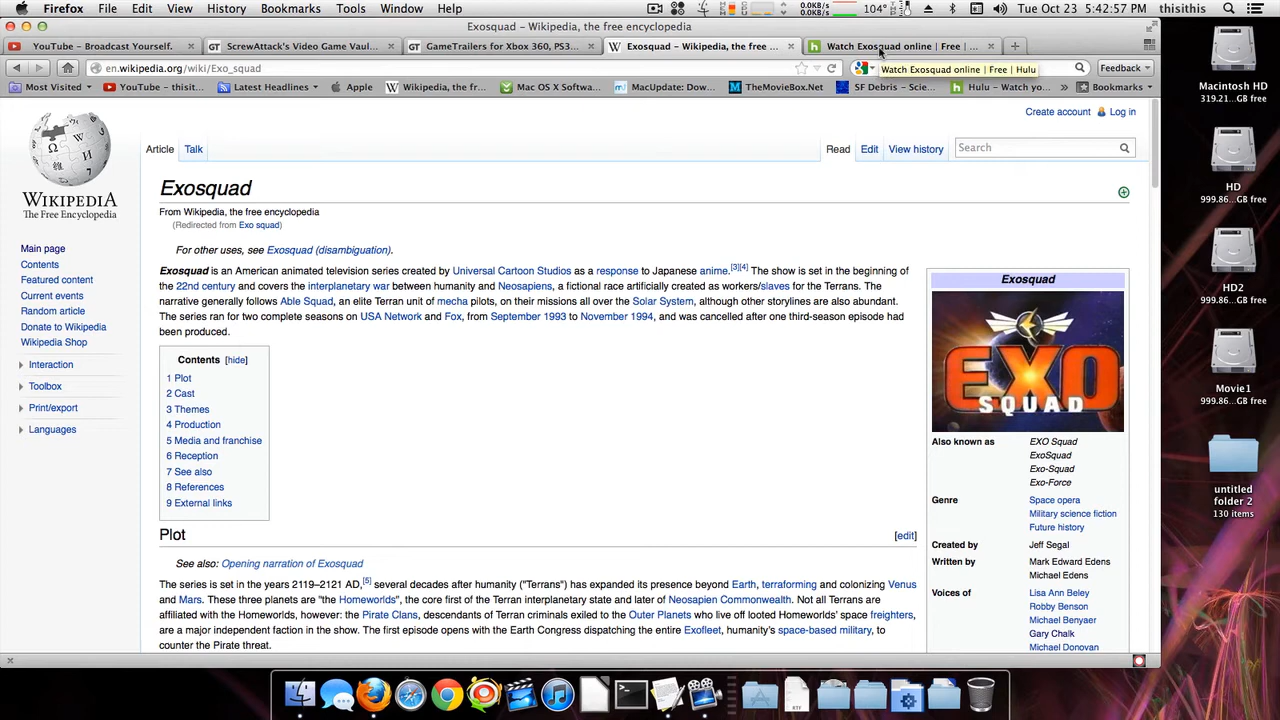 Firefox File Edit View History Bookmarks Tools Window Help 0.0KB/s 0.0KB/s 104° Tue Oct 23 5:42:57 PM thisithis
Exosquad – Wikipedia, the free encyclopedia
YouTube - Broadcast Yourself. ScrewAttack's Video Game Vaul... GameTrailers for Xbox 360, PS3... Exosquad – Wikipedia, the free ... Watch Exosquad online | Free | ...
en.wikipedia.org/wiki/Exo_squad Feedback
Watch Exosquad online | Free | Hulu
Most Visited YouTube - thisit... Latest Headlines Apple Wikipedia, the fr... Mac OS X Softwa... MacUpdate: Dow... TheMovieBox.Net SF Debris – Scie... Hulu – Watch yo... » Bookmarks
Create account Log in
Article Talk Read Edit View history Search
WIKIPEDIA
The Free Encyclopedia
Main page
Contents
Featured content
Current events
Random article
Donate to Wikipedia
Wikipedia Shop
Interaction
Toolbox
Print/export
Languages
Exosquad
From Wikipedia, the free encyclopedia
(Redirected from Exo squad)
For other uses, see Exosquad (disambiguation).
Exosquad is an American animated television series created by Universal Cartoon Studios as a response to Japanese anime.[3][4] The show is set in the beginning of
the 22nd century and covers the interplanetary war between humanity and Neosapiens, a fictional race artificially created as workers/slaves for the Terrans. The
narrative generally follows Able Squad, an elite Terran unit of mecha pilots, on their missions all over the Solar System, although other storylines are also abundant.
The series ran for two complete seasons on USA Network and Fox, from September 1993 to November 1994, and was cancelled after one third-season episode had
been produced.
Contents [hide]
1 Plot
2 Cast
3 Themes
4 Production
5 Media and franchise
6 Reception
7 See also
8 References
9 External links
Plot [edit]
See also: Opening narration of Exosquad
The series is set in the years 2119–2121 AD,[5] several decades after humanity ("Terrans") has expanded its presence beyond Earth, terraforming and colonizing Venus
and Mars. These three planets are "the Homeworlds", the core first of the Terran interplanetary state and later of Neosapien Commonwealth. Not all Terrans are
affiliated with the Homeworlds, however: the Pirate Clans, descendants of Terran criminals exiled to the Outer Planets who live off looted Homeworlds' space freighters,
are a major independent faction in the show. The first episode opens with the Earth Congress dispatching the entire Exofleet, humanity's space-based military, to
counter the Pirate threat.
Exosquad
EXO
SQUAD
Also known as EXO Squad
ExoSquad
Exo-Squad
Exo-Force
Genre Space opera
Military science fiction
Future history
Created by Jeff Segal
Written by Mark Edward Edens
Michael Edens
Voices of Lisa Ann Beley
Robby Benson
Michael Benyaer
Gary Chalk
Michael Donovan
Macintosh HD
319.21...GB free
HD
999.86...GB free
HD2
999.86...GB free
Movie1
999.86...GB free
untitled
folder 2
130 items